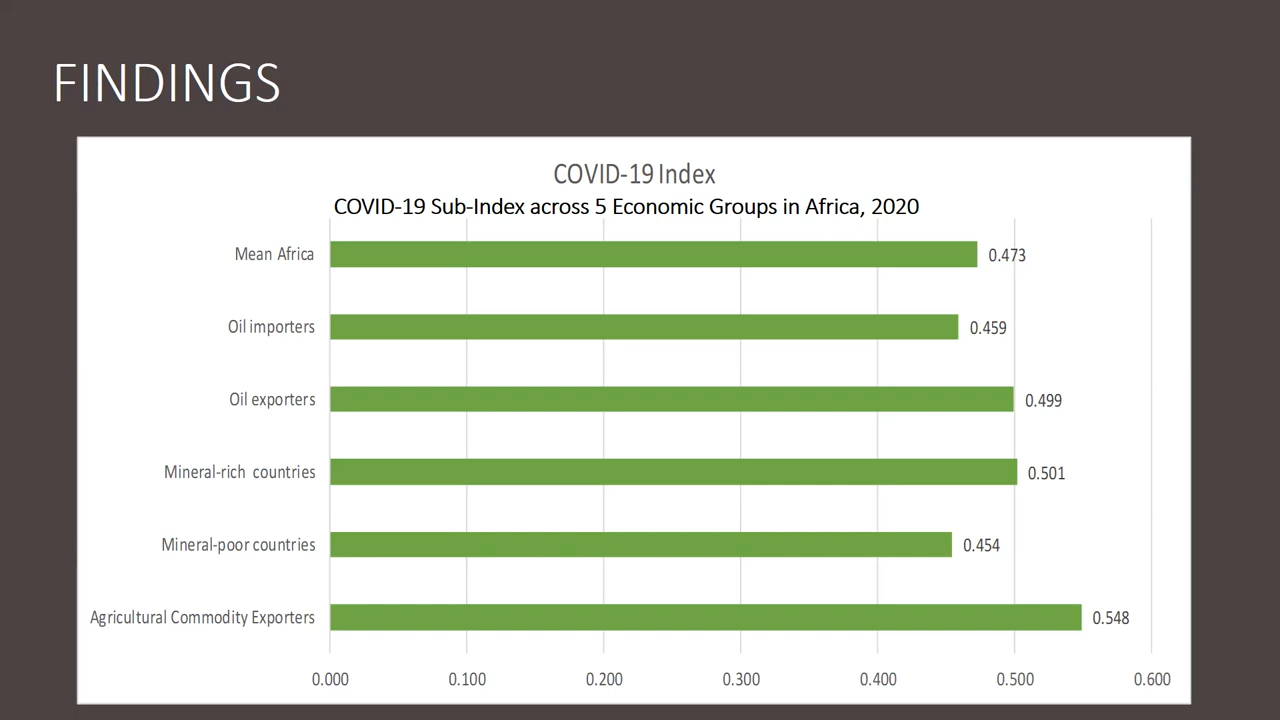 FINDINGS
COVID-19 Index
COVID-19 Sub-Index across 5 Economic Groups in Africa, 2020
Mean Africa 0.473
Oil importers 0.459
Oil exporters 0.499
Mineral-rich countries 0.501
Mineral-poor countries 0.454
Agricultural Commodity Exporters 0.548
0.000 0.100 0.200 0.300 0.400 0.500 0.600